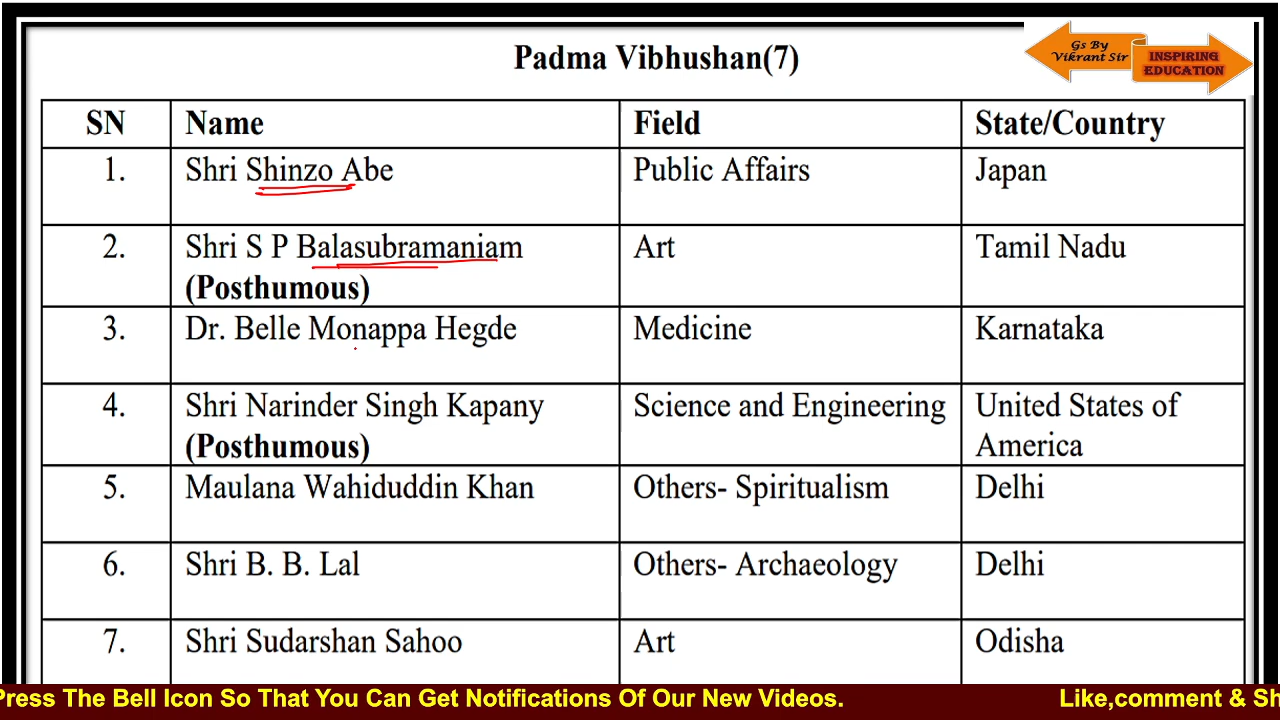 Padma Vibhushan(7)
Gs By
Vikrant Sir
INSPIRING
EDUCATION
SN Name Field State/Country
1. Shri Shinzo Abe Public Affairs Japan
2. Shri S P Balasubramaniam Art Tamil Nadu
(Posthumous)
3. Dr. Belle Monappa Hegde Medicine Karnataka
4. Shri Narinder Singh Kapany Science and Engineering United States of
(Posthumous) America
5. Maulana Wahiduddin Khan Others- Spiritualism Delhi
6. Shri B. B. Lal Others- Archaeology Delhi
7. Shri Sudarshan Sahoo Art Odisha
Press The Bell Icon So That You Can Get Notifications Of Our New Videos. Like,comment & Sh